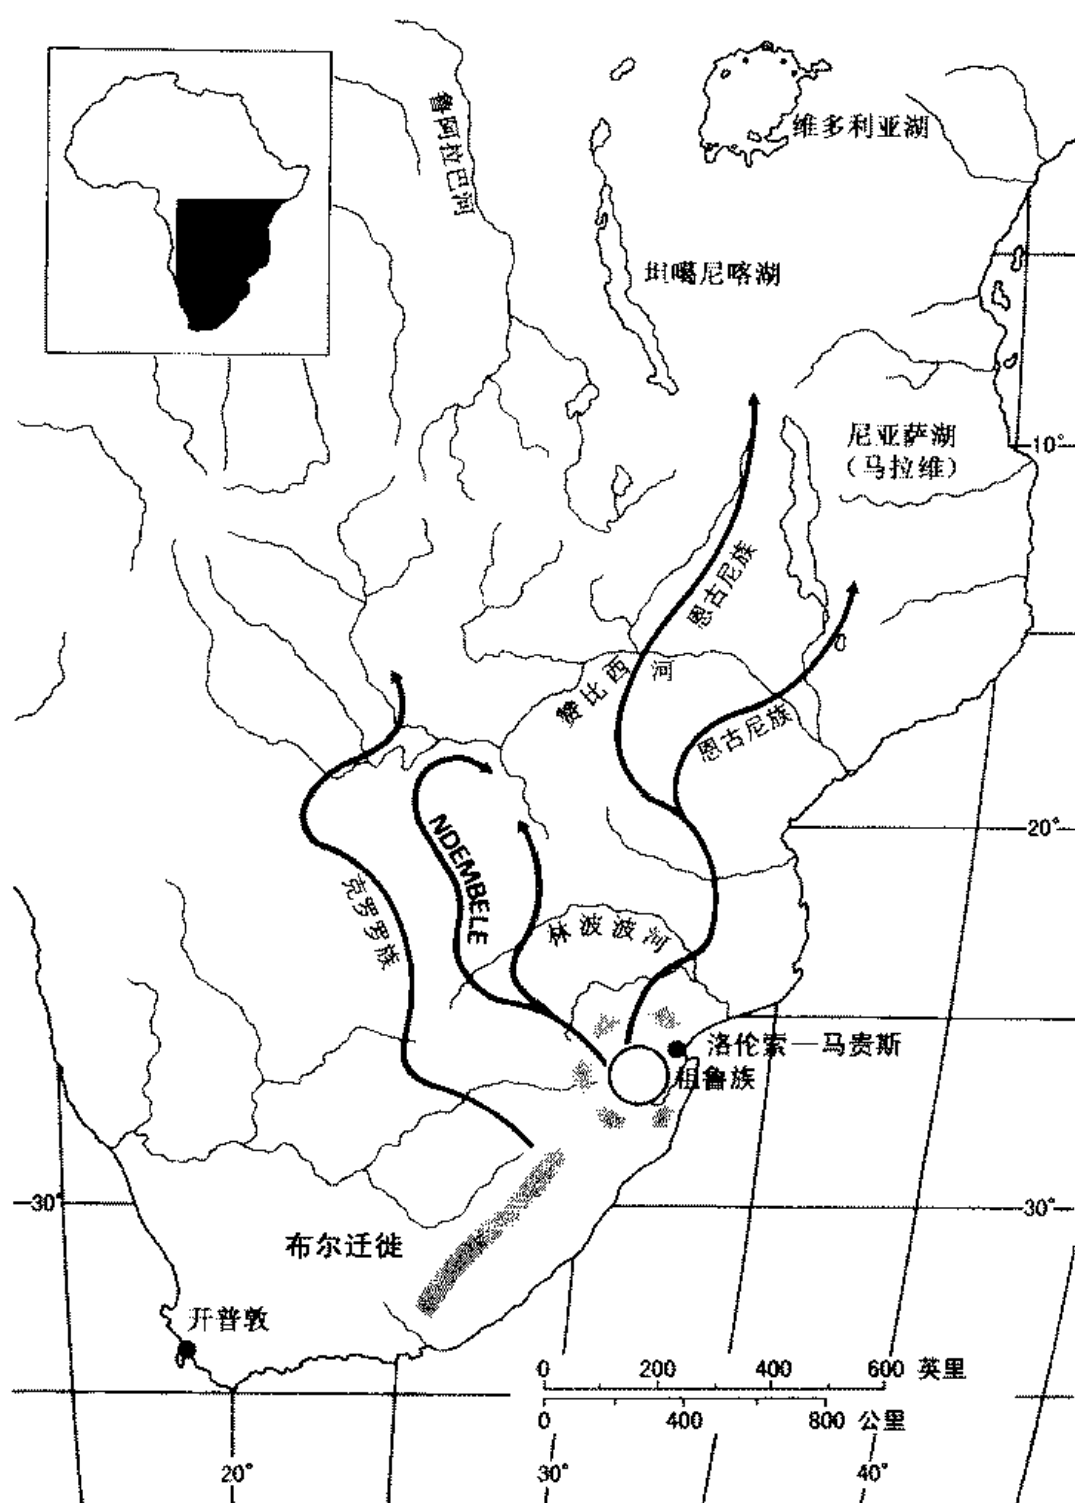 维多利亚湖
鲁阿拉巴河
坦噶尼喀湖
尼亚萨湖
（马拉维）
10°
恩古尼族
赞比西河
恩古尼族
20°
NDEMBELE
克罗罗族
林波波河
洛伦索—马贵斯
祖鲁族
30°
30°
布尔迁徙
开普敦
0 200 400 600 英里
0 400 800 公里
20° 30° 40°